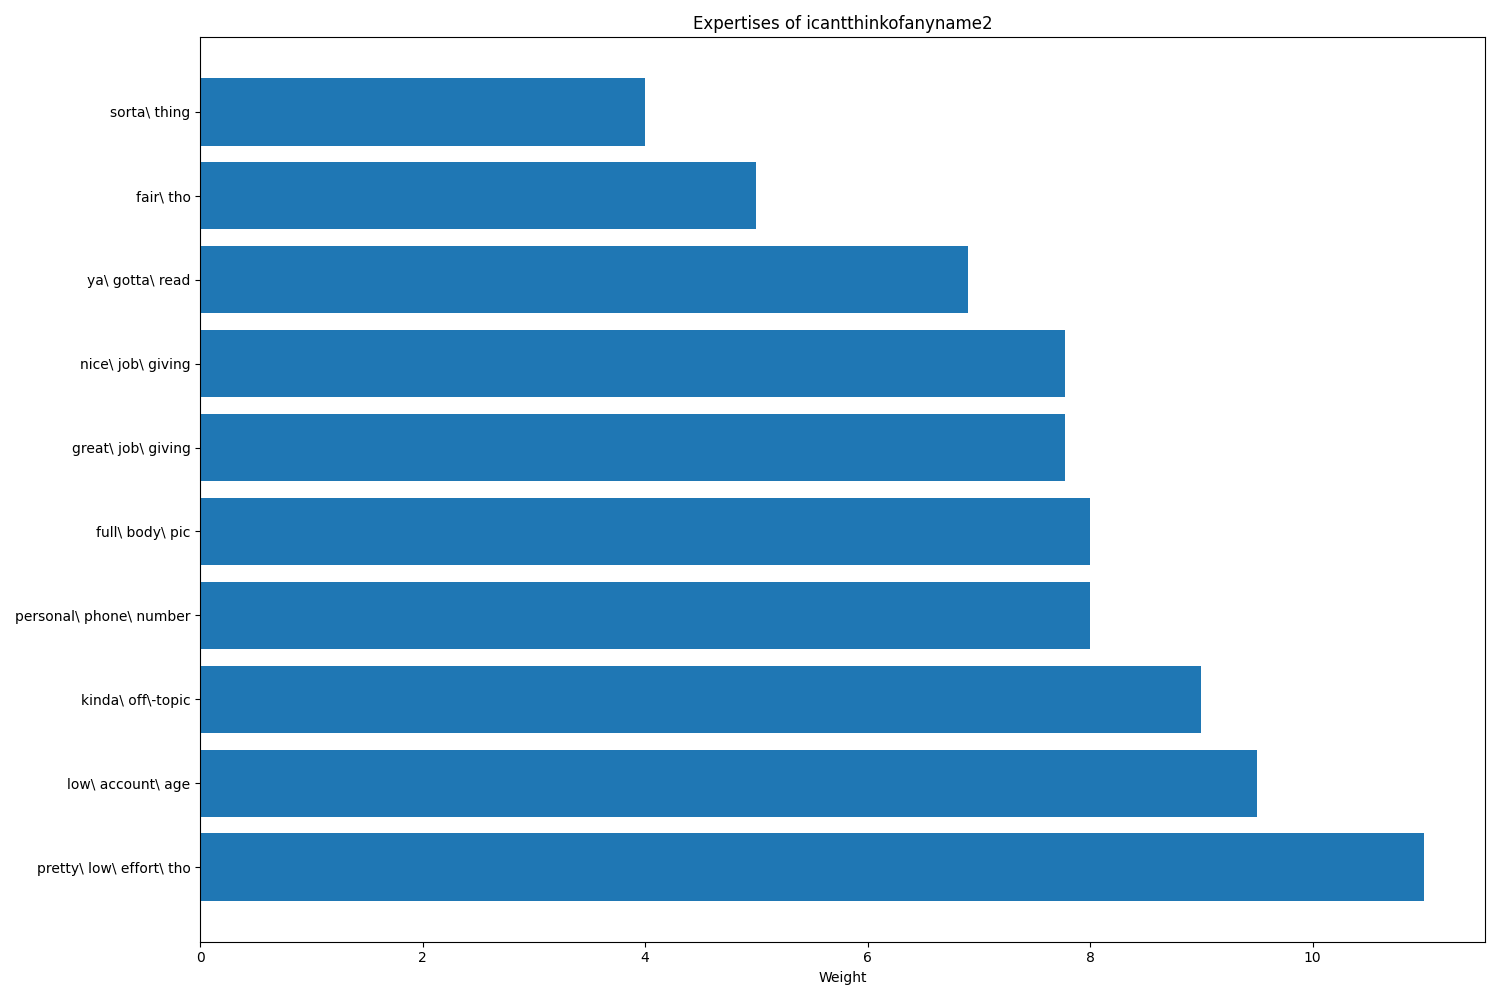 Expertises of icantthinkofanyname2
sorta\ thing
fair\ tho
ya\ gotta\ read
nice\ job\ giving
great\ job\ giving
full\ body\ pic
personal\ phone\ number
kinda\ off\-topic
low\ account\ age
pretty\ low\ effort\ tho
0 2 4 6 8 10
Weight